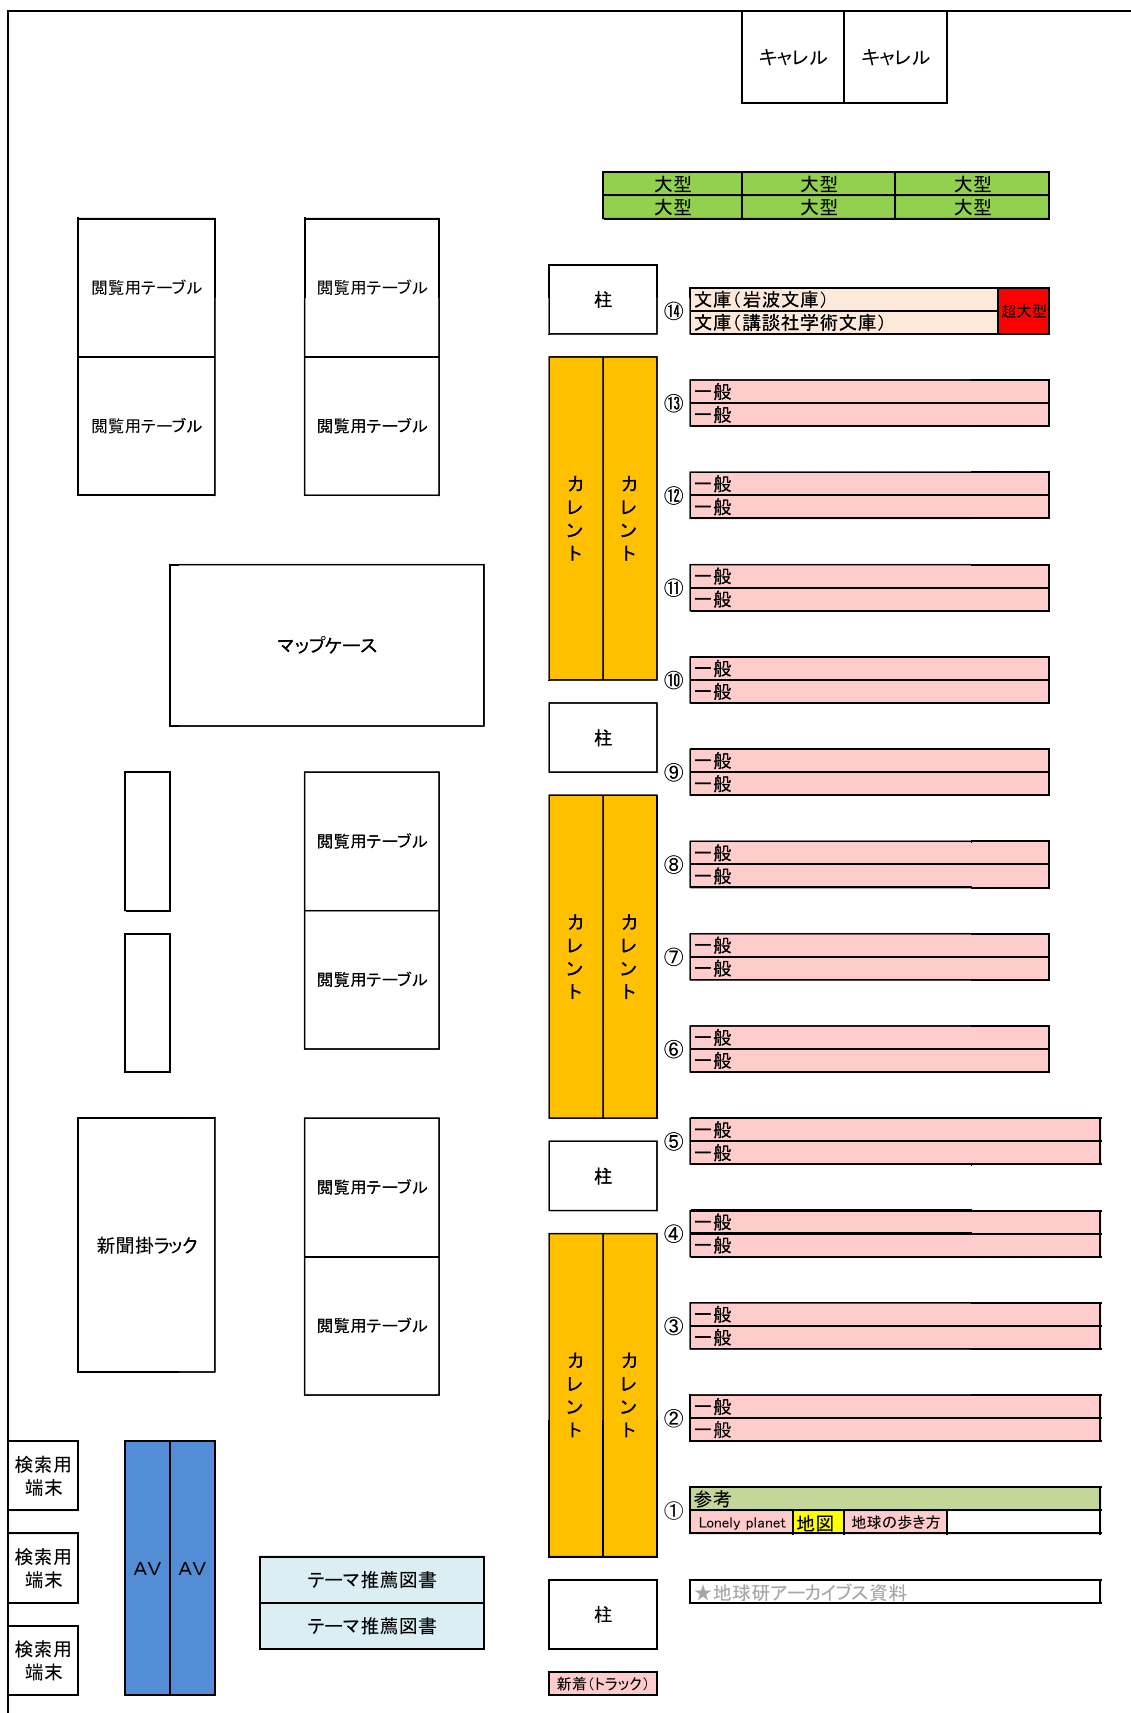 キャレル
キャレル
大型
大型
大型
大型
大型
大型
閲覧用テーブル
閲覧用テーブル
柱
⑭
文庫(岩波文庫)
文庫(講談社学術文庫)
超大型
閲覧用テーブル
閲覧用テーブル
カレント
カレント
⑬
一般
一般
⑫
一般
一般
⑪
一般
一般
マップケース
⑩
一般
一般
柱
⑨
一般
一般
閲覧用テーブル
カレント
カレント
⑧
一般
一般
閲覧用テーブル
⑦
一般
一般
⑥
一般
一般
⑤
一般
一般
柱
閲覧用テーブル
新聞掛ラック
④
一般
一般
閲覧用テーブル
カレント
カレント
③
一般
一般
②
一般
一般
検索用
端末
①
参考
Lonely planet
地図
地球の歩き方
検索用
端末
AV
AV
テーマ推薦図書
テーマ推薦図書
柱
★地球研アーカイブス資料
検索用
端末
新着(トラック)